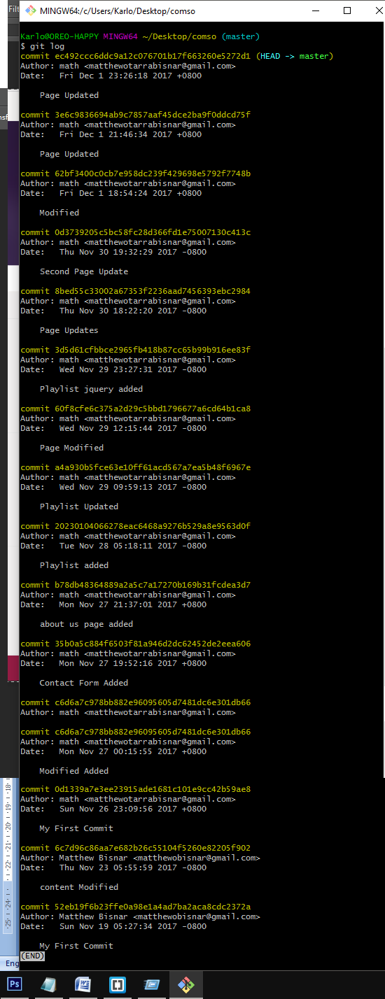 Filt
MINGW64:/c/Users/Karlo/Desktop/comso
Karlo@OREO-HAPPY MINGW64 ~/Desktop/comso (master)
$ git log
commit ec492ccc6ddc9a12c076701b17f663260e5272d1 (HEAD -> master)
Author: math <matthewotarrabisnar@gmail.com>
Date:   Fri Dec 1 23:26:18 2017 +0800
Page Updated
commit 3e6c9836694ab9c7857aaf45dce2ba9f0ddcd75f
Author: math <matthewotarrabisnar@gmail.com>
Date:   Fri Dec 1 21:46:34 2017 +0800
Page Updated
commit 62bf3400c0cb7e958dc239f429698e5792f7748b
Author: math <matthewotarrabisnar@gmail.com>
Date:   Fri Dec 1 18:54:24 2017 +0800
Modified
commit 0d3739205c5bc58fc28d366fd1e75007130c413c
Author: math <matthewotarrabisnar@gmail.com>
Date:   Thu Nov 30 19:32:29 2017 -0800
Second Page Update
commit 8bed55c33002a67353f2236aad7456393ebc2984
Author: math <matthewotarrabisnar@gmail.com>
Date:   Thu Nov 30 18:22:20 2017 -0800
Page Updates
commit 3d5d61cfbbce2965fb418b87cc65b99b916ee83f
Author: math <matthewotarrabisnar@gmail.com>
Date:   Wed Nov 29 23:27:31 2017 -0800
Playlist jquery added
commit 60f8cfe6c375a2d29c5bbd1796677a6cd64b1ca8
Author: math <matthewotarrabisnar@gmail.com>
Date:   Wed Nov 29 12:15:44 2017 -0800
Page Modified
commit a4a930b5fce63e10ff61acd567a7ea5b48f6967e
Author: math <matthewotarrabisnar@gmail.com>
Date:   Wed Nov 29 09:59:13 2017 -0800
Playlist Updated
commit 20230104066278eac6468a9276b529a8e9563d0f
Author: math <matthewotarrabisnar@gmail.com>
Date:   Tue Nov 28 05:18:11 2017 -0800
Playlist added
commit b78db48364889a2a5c7a17270b169b31fcdea3d7
Author: math <matthewotarrabisnar@gmail.com>
Date:   Mon Nov 27 21:37:01 2017 +0800
about us page added
commit 35b0a5c884f6503f81a946d2dc62452de2eea606
Author: math <matthewotarrabisnar@gmail.com>
Date:   Mon Nov 27 19:52:16 2017 +0800
Contact Form Added
commit c6d6a7c978bb882e96095605d7481dc6e301db66
Author: math <matthewotarrabisnar@gmail.com>
commit c6d6a7c978bb882e96095605d7481dc6e301db66
Author: math <matthewotarrabisnar@gmail.com>
Date:   Mon Nov 27 00:15:55 2017 +0800
Modified Added
commit 0d1339a7e3ee23915ade1681c101e9cc42b59ae8
Author: math <matthewotarrabisnar@gmail.com>
Date:   Sun Nov 26 23:09:56 2017 +0800
My First Commit
commit 6c7d96c86aa7e682b26c55104f5260e82205f902
Author: Matthew Bisnar <matthewobisnar@gmail.com>
Date:   Thu Nov 23 05:55:59 2017 -0800
content Modified
commit 52eb19f6b23ffe0a98e1a4ad7ba2aca8cdc2372a
Author: Matthew Bisnar <matthewobisnar@gmail.com>
Date:   Sun Nov 19 05:27:34 2017 -0800
My First Commit
(END)
Eng
Ps